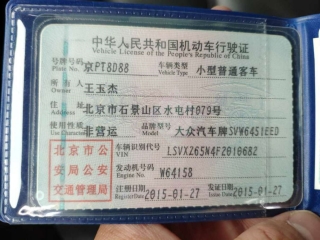 中华人民共和国机动车行驶证
Vehicle License of the People's Republic of China
号牌号码 京PT8D88 车辆类型 小型普通客车
Plate No. Vehicle Type
所有人 王玉杰
Owner
住址 北京市石景山区水屯村079号
Address
使用性质 非营运 品牌型号 大众汽车牌SVW6451EED
Use Character Model
北京市公 车辆识别代号 LSVXZ65N4F2010682
VIN
安局公安 发动机号码 W64158
Engine No.
交通管理局 注册日期 2015-01-27 发证日期 2015-01-27
Register Date Issue Date